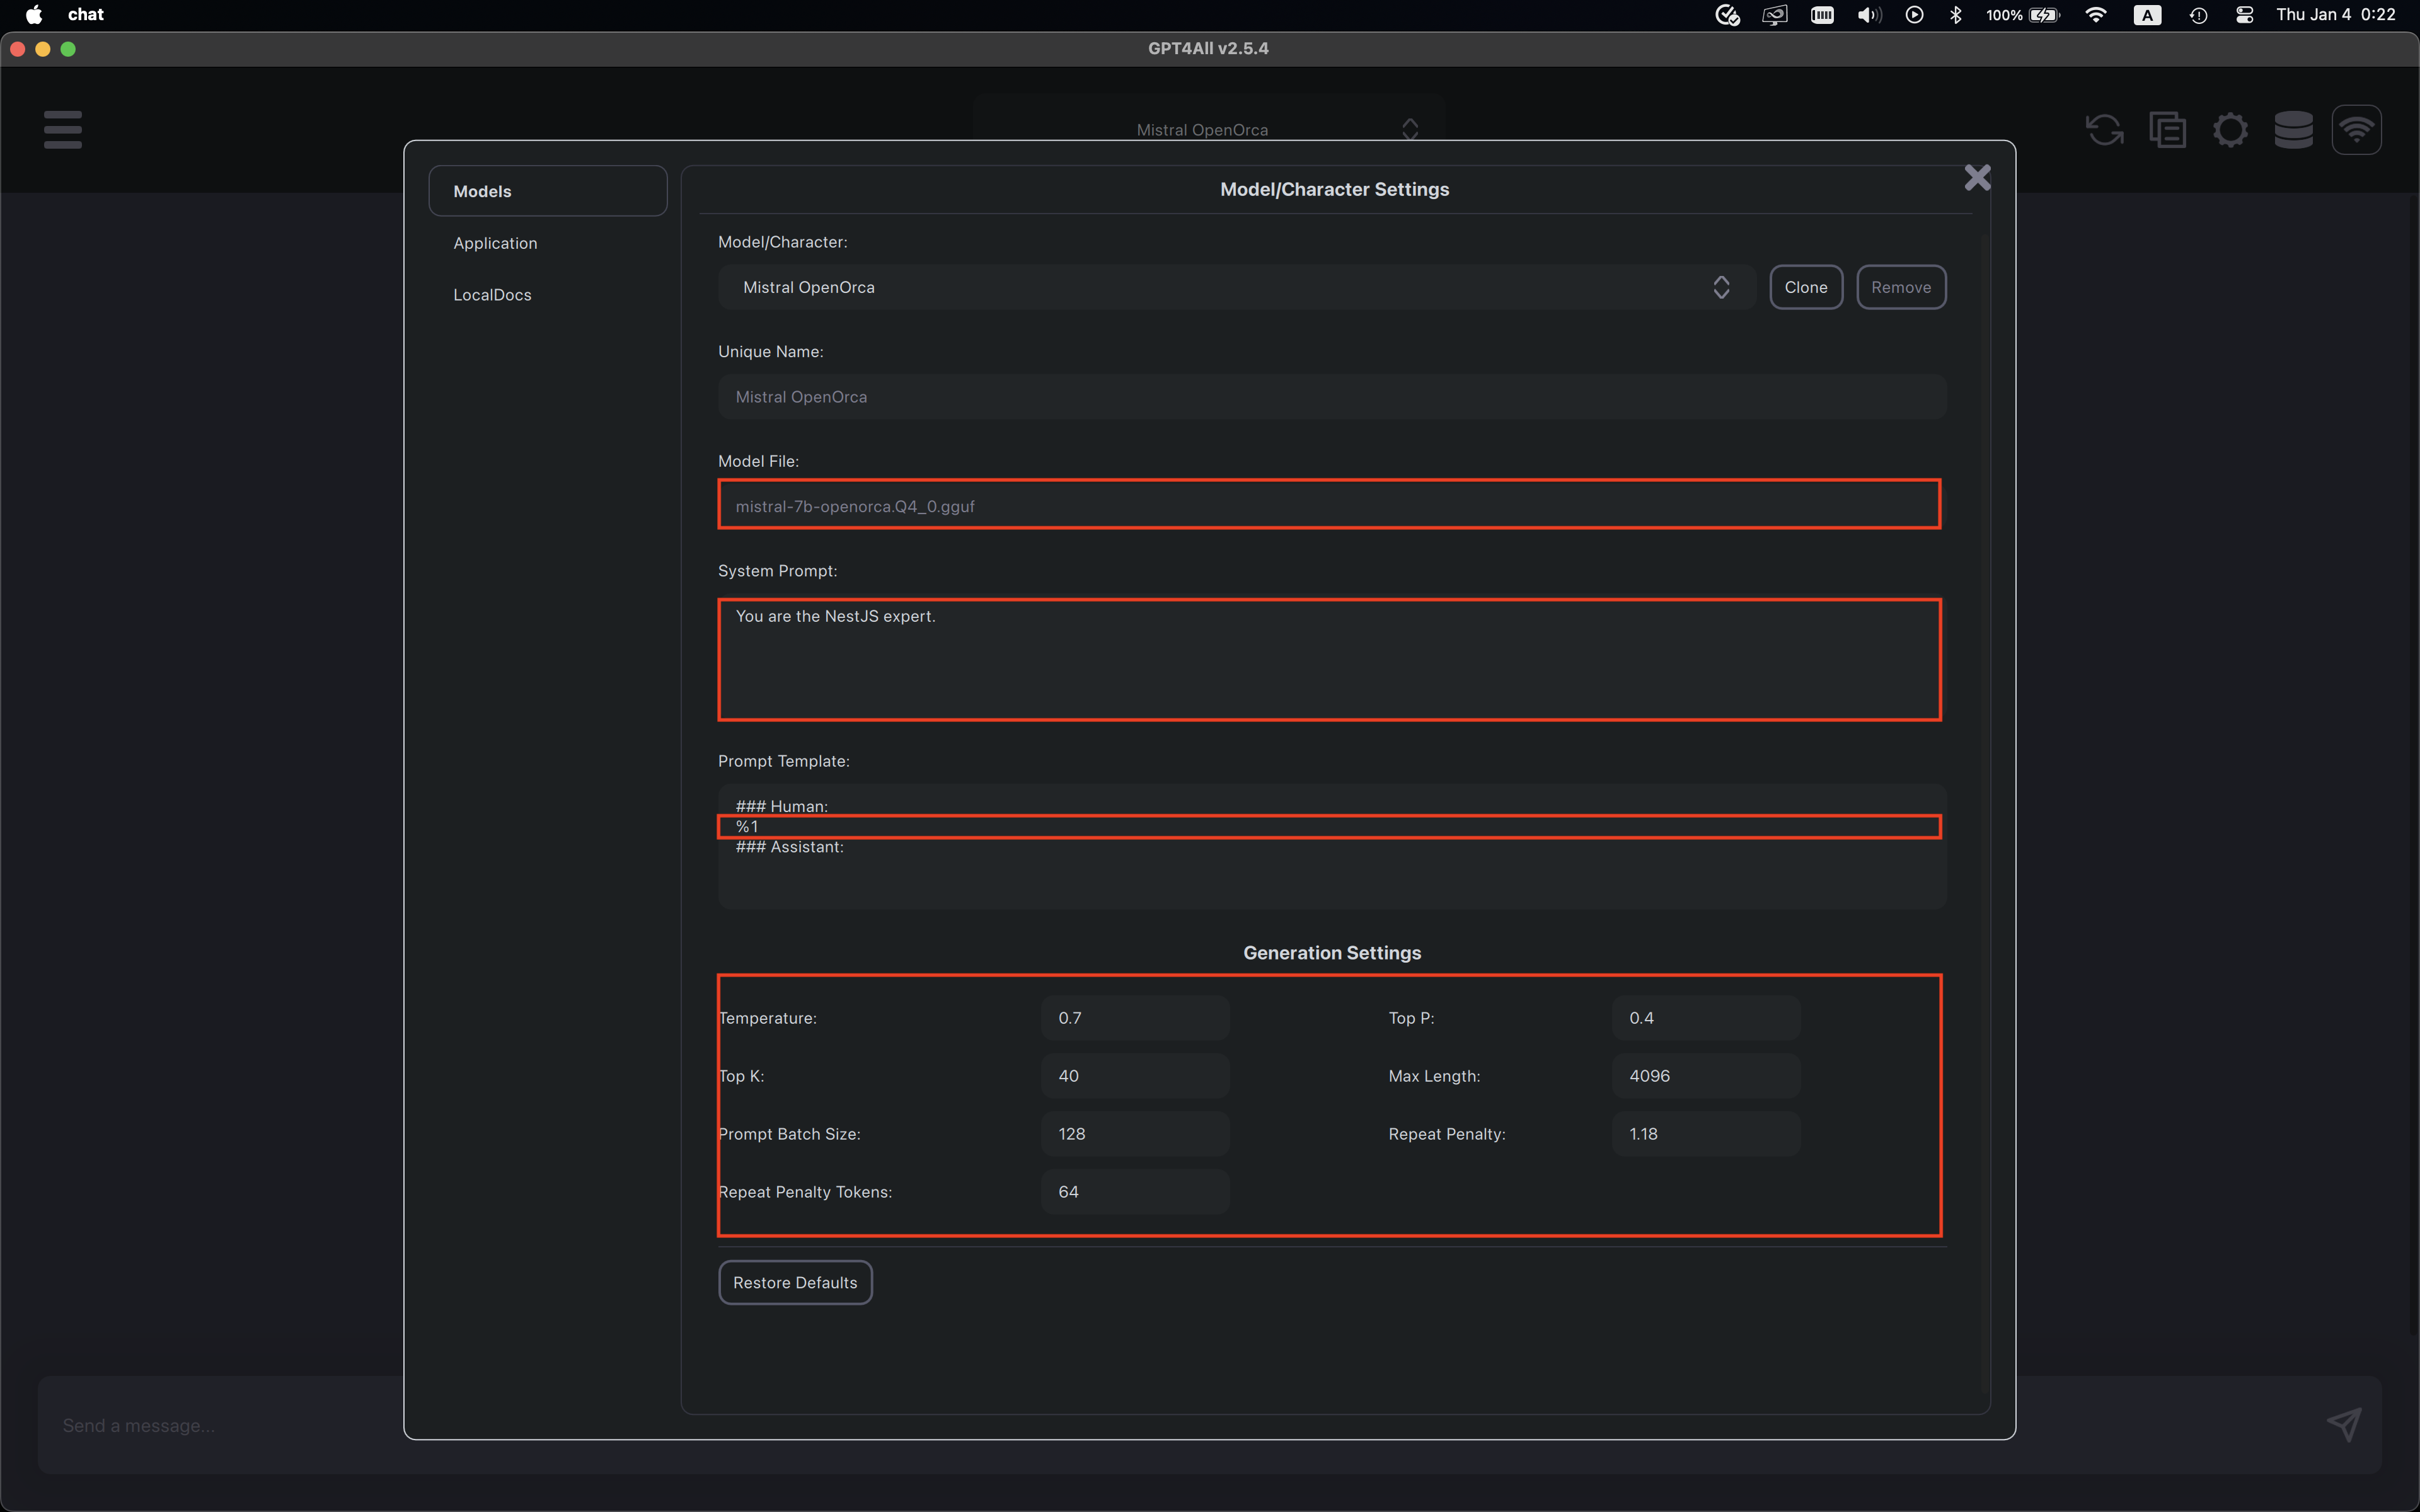 chat
100%
A
Thu Jan 4 0:22
GPT4All v2.5.4
Mistral OpenOrca
Models
Application
LocalDocs
Model/Character Settings
Model/Character:
Mistral OpenOrca
Clone
Remove
Unique Name:
Mistral OpenOrca
Model File:
mistral-7b-openorca.Q4_0.gguf
System Prompt:
You are the NestJS expert.
Prompt Template:
### Human:
%1
### Assistant:
Generation Settings
Temperature: 0.7 Top P: 0.4
Top K: 40 Max Length: 4096
Prompt Batch Size: 128 Repeat Penalty: 1.18
Repeat Penalty Tokens: 64
Restore Defaults
Send a message...